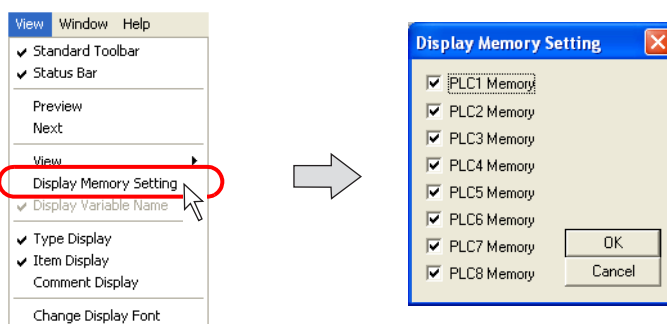 View Window Help
Standard Toolbar
Status Bar
Preview
Next
View
Display Memory Setting
Display Variable Name
Type Display
Item Display
Comment Display
Change Display Font
Display Memory Setting
PLC1 Memory
PLC2 Memory
PLC3 Memory
PLC4 Memory
PLC5 Memory
PLC6 Memory
PLC7 Memory
PLC8 Memory
OK
Cancel